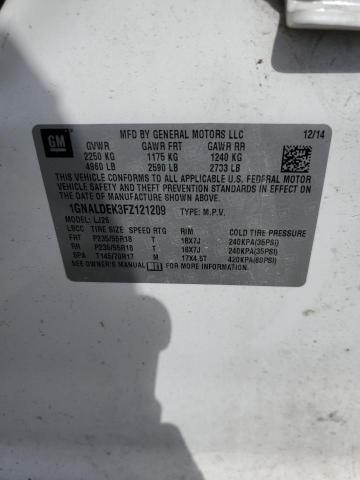 GM
MFD BY GENERAL MOTORS LLC 12/14
GVWR GAWR FRT GAWR RR
2250 KG 1175 KG 1240 KG
4960 LB 2590 LB 2733 LB
THIS VEHICLE CONFORMS TO
ALL APPLICABLE U.S. FEDERAL MOTOR
VEHICLE SAFETY AND THEFT
PREVENTION STANDARDS IN EFFECT ON THE DATE OF
MANUFACTURE SHOWN ABOVE.
1GNALDEK3FZ121209 TYPE: M.P.V.
MODEL: LJ26
LBCC TIRE SIZE SPEED RTG RIM COLD TIRE PRESSURE
FRT P235/55R18 T 18X7J 240KPA(35PSI)
RR P235/55R18 T 18X7J 240KPA(35PSI)
SPA T145/70R17 M 17X4.5T 420KPA(60PSI)
SEE OWNER'S MANUAL FOR ADDITIONAL INFORMATION.